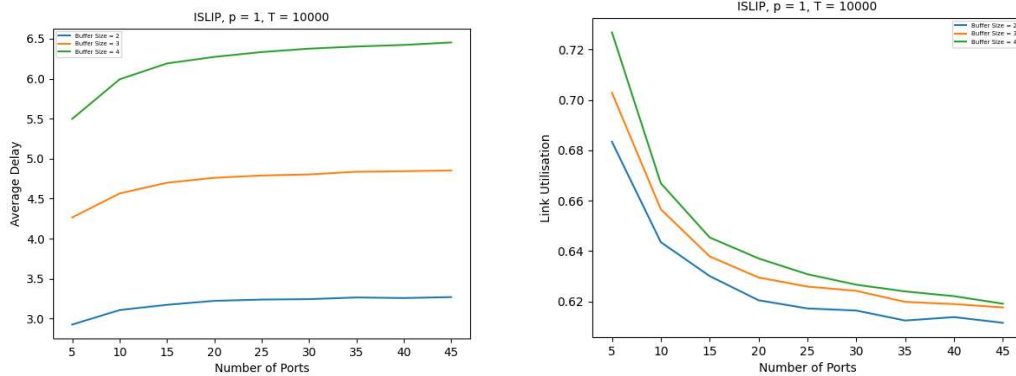 ISLIP, p = 1, T = 10000
Buffer Size = 2
Buffer Size = 3
Buffer Size = 4
6.5
6.0
5.5
5.0
4.5
4.0
3.5
3.0
Average Delay
5 10 15 20 25 30 35 40 45
Number of Ports
ISLIP, p = 1, T = 10000
Buffer Size = 2
Buffer Size = 3
Buffer Size = 4
0.72
0.70
0.68
0.66
0.64
0.62
Link Utilisation
5 10 15 20 25 30 35 40 45
Number of Ports